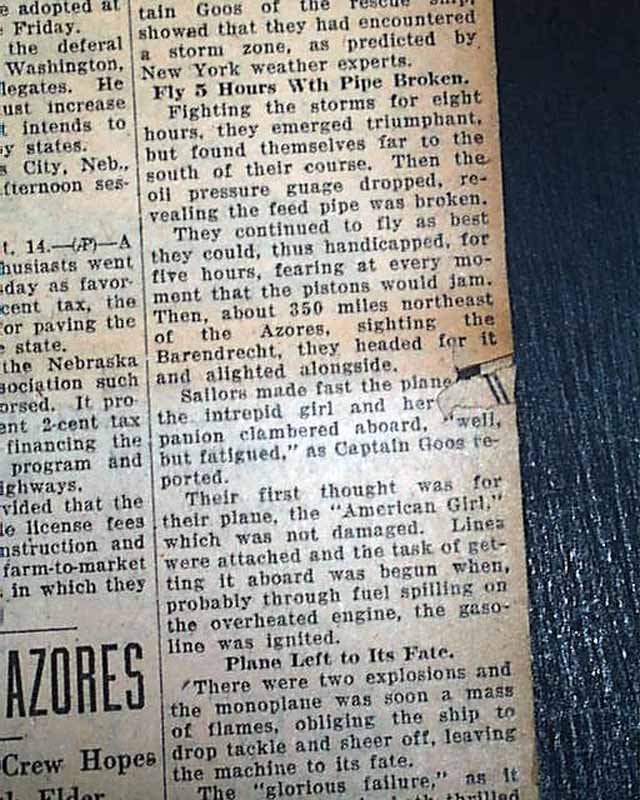 e adopted at
Friday.
the deferal
Washington,
legates. He
ust increase
t intends to
y states.
s City, Neb.,
fternoon ses-
t. 14.—(AP)—A
husiasts went
day as favor-
cent tax, the
or paving the
e state.
the Nebraska
sociation such
orsed. It pro-
ent 2-cent tax
financing the
program and
ighways.
vided that the
le license fees
nstruction and
farm-to-market
in which they
AZORES
Crew Hopes
Elder
tain Goos of the rescue ship,
showed that they had encountered
a storm zone, as predicted by
New York weather experts.
Fly 5 Hours Wth Pipe Broken.
Fighting the storms for eight
hours, they emerged triumphant,
but found themselves far to the
south of their course. Then the
oil pressure guage dropped, re-
vealing the feed pipe was broken.
They continued to fly as best
they could, thus handicapped, for
five hours, fearing at every mo-
ment that the pistons would jam.
Then, about 350 miles northeast
of the Azores, sighting the
Barendrecht, they headed for it
and alighted alongside.
Sailors made fast the plane
the intrepid girl and her
panion clambered aboard, "well,
but fatigued," as Captain Goos re-
ported.
Their first thought was for
their plane, the "American Girl,"
which was not damaged. Lines
were attached and the task of get-
ting it aboard was begun when,
probably through fuel spilling on
the overheated engine, the gaso-
line was ignited.
Plane Left to Its Fate.
There were two explosions and
the monoplane was soon a mass
of flames, obliging the ship to
drop tackle and sheer off, leaving
the machine to its fate.
The "glorious failure," as it
thrilled